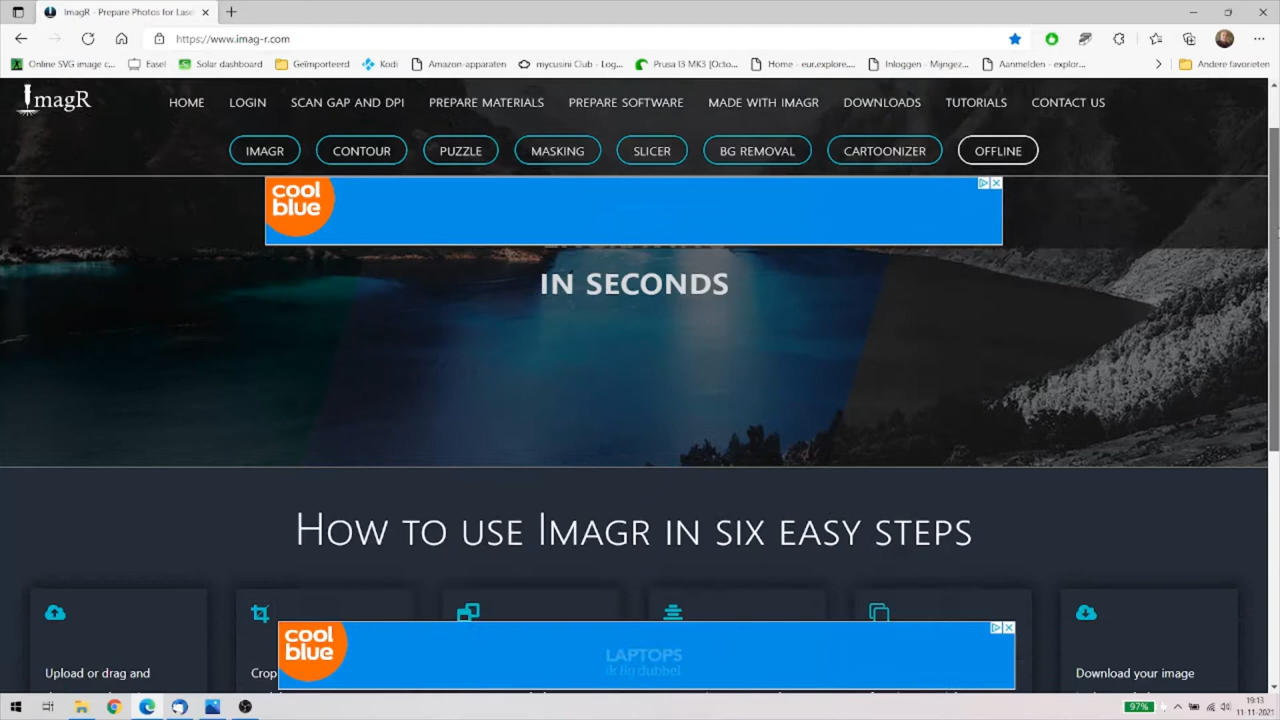 ImagR - Prepare Photos for Lase
https://www.imag-r.com
Online SVG image c...
Easel
Solar dashboard
Geïmporteerd
Kodi
Amazon-apparaten
mycusini Club - Log...
Prusa I3 MK3 [Octo...
Home - eur.explore...
Inloggen - Mijngez...
Aanmelden - explor...
Andere favorieten
ImagR
HOME
LOGIN
SCAN GAP AND DPI
PREPARE MATERIALS
PREPARE SOFTWARE
MADE WITH IMAGR
DOWNLOADS
TUTORIALS
CONTACT US
IMAGR
CONTOUR
PUZZLE
MASKING
SLICER
BG REMOVAL
CARTOONIZER
OFFLINE
cool
blue
IN SECONDS
HOW TO USE IMAGR IN SIX EASY STEPS
Upload or drag and
Crop
cool
blue
LAPTOPS
ik lig dubbel
Download your image
97%
19:13
11-11-2021